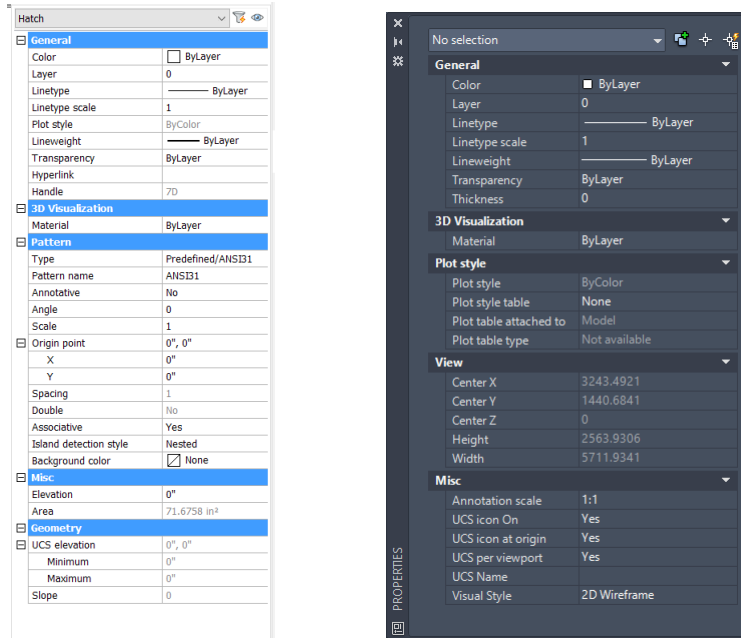 Hatch
General
Color ByLayer
Layer 0
Linetype ByLayer
Linetype scale 1
Plot style ByColor
Lineweight ByLayer
Transparency ByLayer
Hyperlink
Handle 7D
3D Visualization
Material ByLayer
Pattern
Type Predefined/ANSI31
Pattern name ANSI31
Annotative No
Angle 0
Scale 1
Origin point 0", 0"
X 0"
Y 0"
Spacing 1
Double No
Associative Yes
Island detection style Nested
Background color None
Misc
Elevation 0"
Area 71.6758 in²
Geometry
UCS elevation 0", 0"
Minimum 0"
Maximum 0"
Slope 0
No selection
General
Color ByLayer
Layer 0
Linetype ByLayer
Linetype scale 1
Lineweight ByLayer
Transparency ByLayer
Thickness 0
3D Visualization
Material ByLayer
Plot style
Plot style ByColor
Plot style table None
Plot table attached to Model
Plot table type Not available
View
Center X 3243.4921
Center Y 1440.6841
Center Z 0
Height 2563.9306
Width 5711.9341
Misc
Annotation scale 1:1
UCS icon On Yes
UCS icon at origin Yes
UCS per viewport Yes
UCS Name
Visual Style 2D Wireframe
PROPERTIES